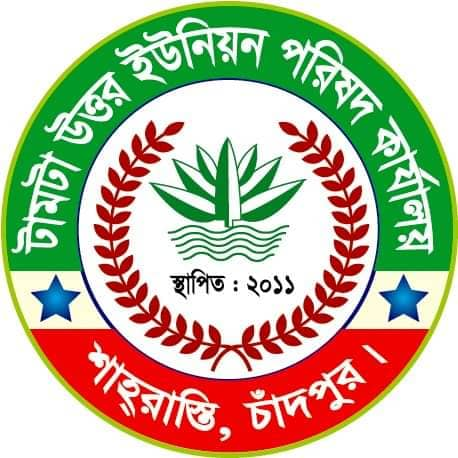 টামটা উত্তর ইউনিয়ন পরিষদ কার্যালয়
স্থাপিত : ২০১১
শাহ্‌রাস্তি, চাঁদপুর।